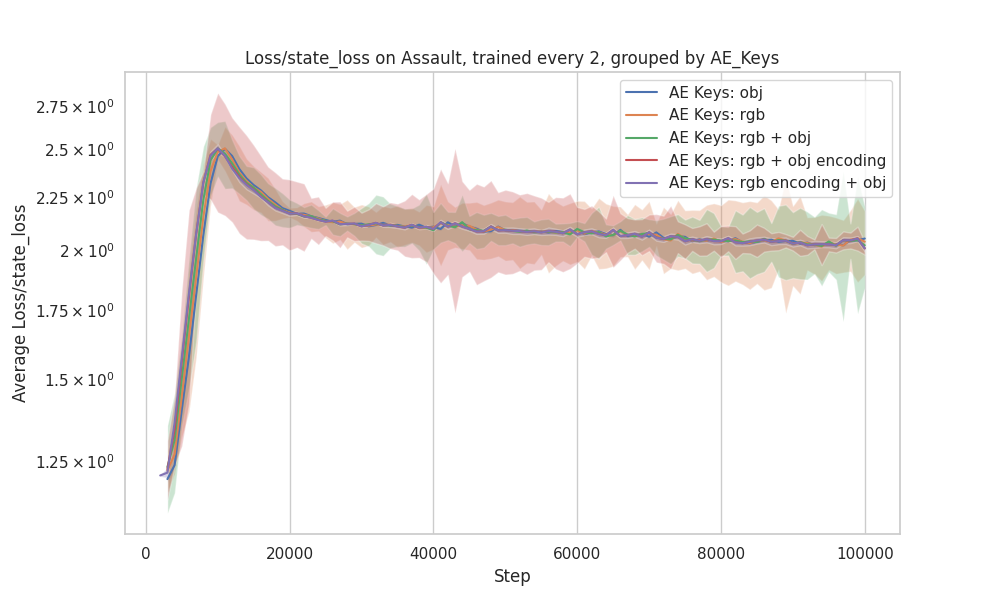 Loss/state_loss on Assault, trained every 2, grouped by AE_Keys
AE Keys: obj
AE Keys: rgb
AE Keys: rgb + obj
AE Keys: rgb + obj encoding
AE Keys: rgb encoding + obj
Average Loss/state_loss
2.75 × 10⁰
2.5 × 10⁰
2.25 × 10⁰
2 × 10⁰
1.75 × 10⁰
1.5 × 10⁰
1.25 × 10⁰
0 20000 40000 60000 80000 100000
Step